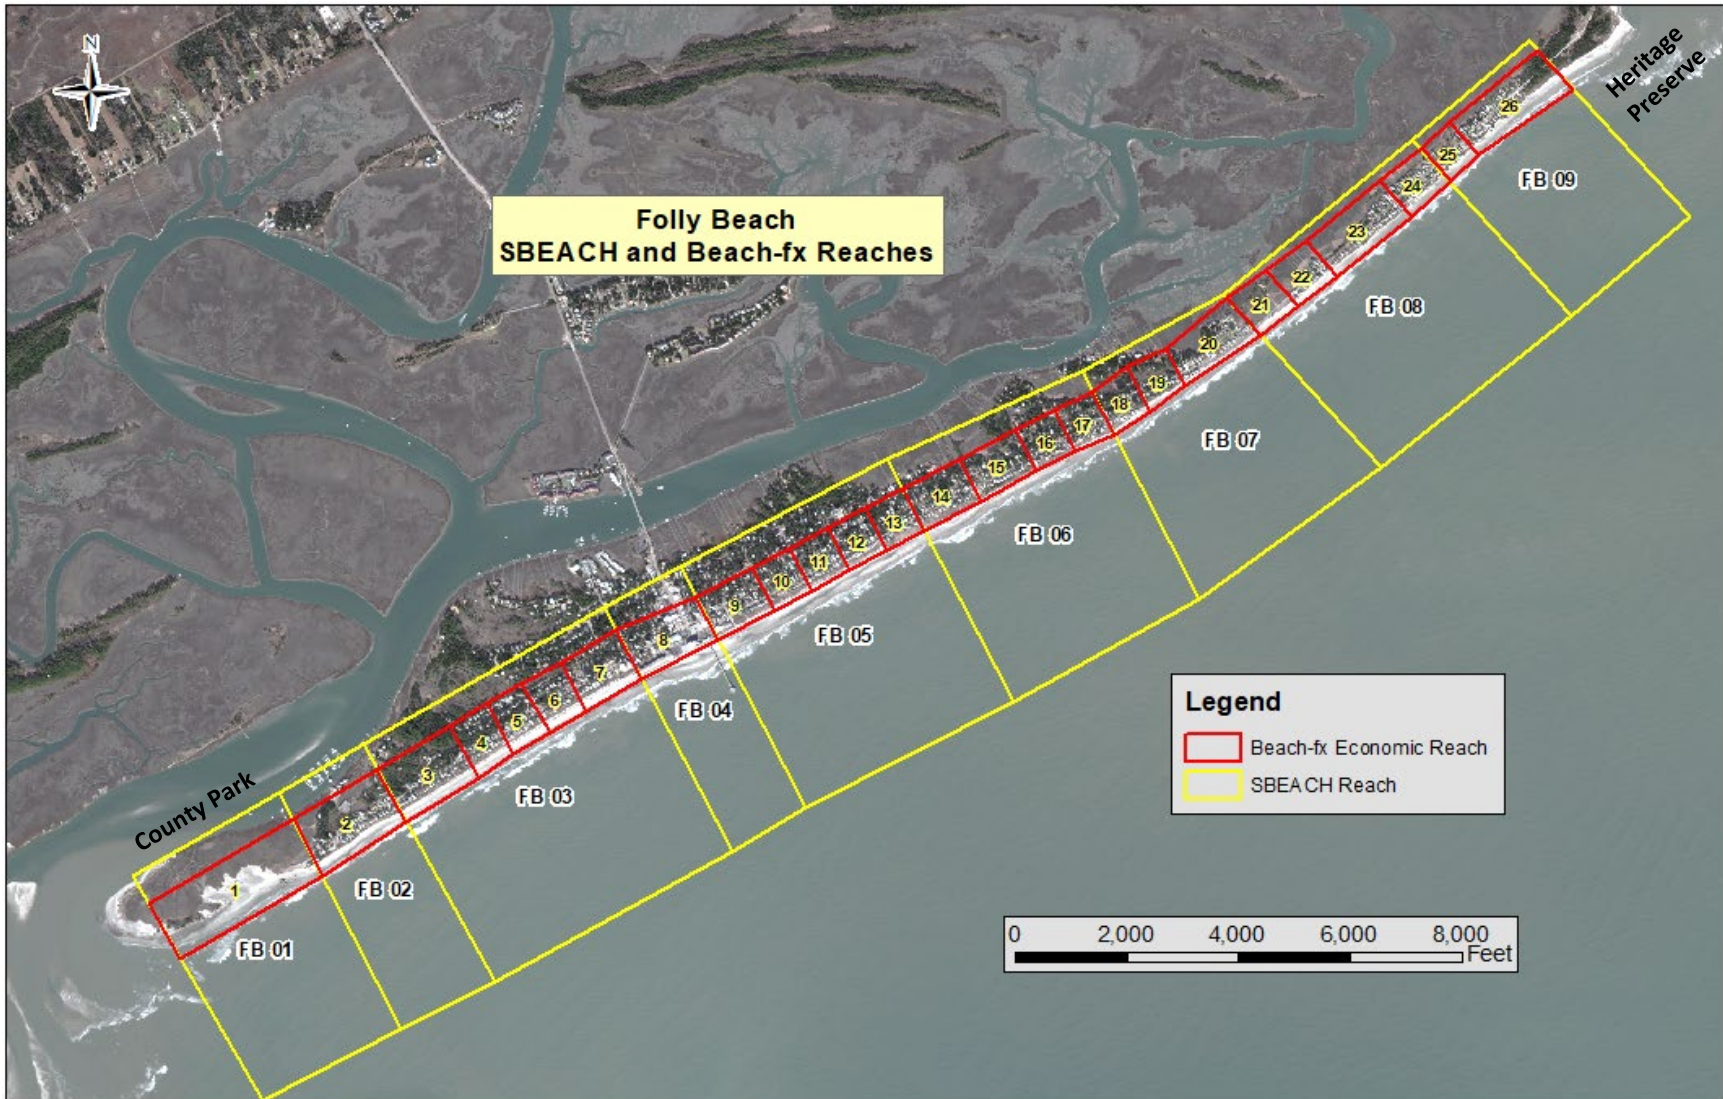 N
Heritage
Preserve
Folly Beach
SBEACH and Beach-fx Reaches
26
25
24
FB 09
23
22
FB 08
21
20
19
18
FB 07
17
16
15
14
FB 06
13
12
11
10
9
FB 05
8
7
FB 04
6
5
4
3
FB 03
2
FB 02
County Park
1
FB 01
Legend
Beach-fx Economic Reach
SBEACH Reach
0 2,000 4,000 6,000 8,000
Feet